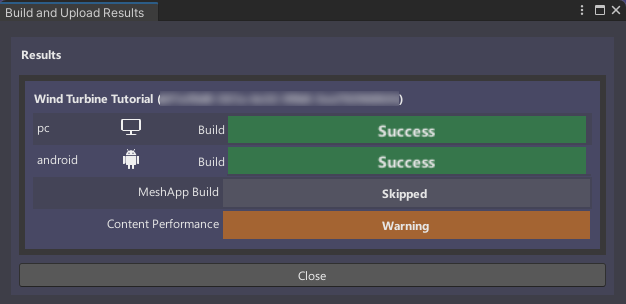 Build and Upload Results
Results
Wind Turbine Tutorial ( )
pc Build Success
android Build Success
MeshApp Build Skipped
Content Performance Warning
Close